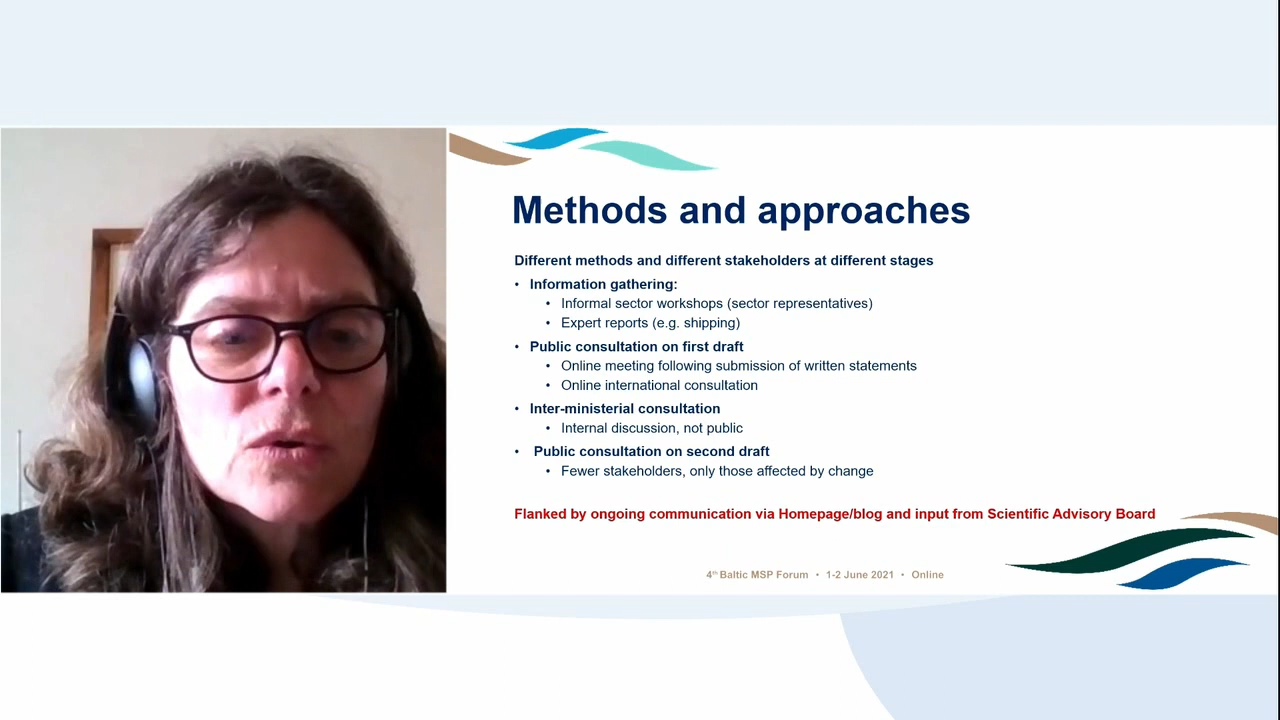 Methods and approaches
Different methods and different stakeholders at different stages
• Information gathering:
• Informal sector workshops (sector representatives)
• Expert reports (e.g. shipping)
• Public consultation on first draft
• Online meeting following submission of written statements
• Online international consultation
• Inter-ministerial consultation
• Internal discussion, not public
• Public consultation on second draft
• Fewer stakeholders, only those affected by change
Flanked by ongoing communication via Homepage/blog and input from Scientific Advisory Board
4th Baltic MSP Forum • 1-2 June 2021 • Online